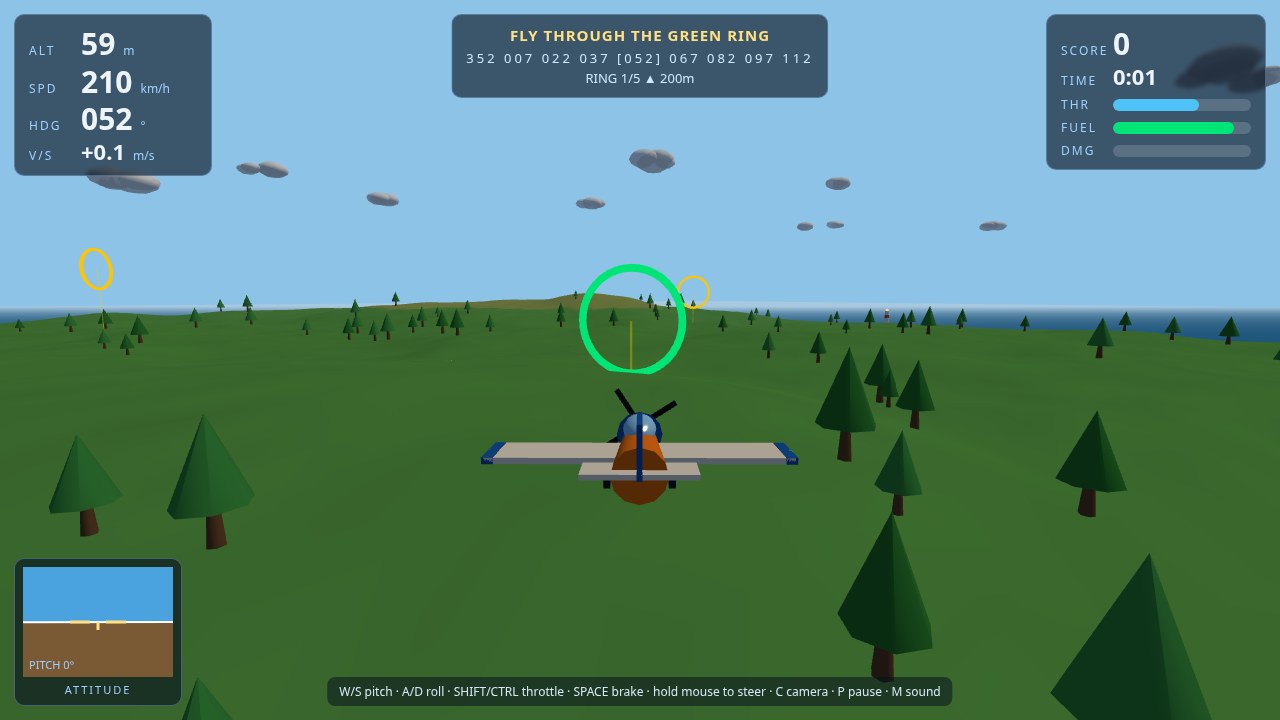 ALT 59 m
SPD 210 km/h
HDG 052 °
V/S +0.1 m/s
FLY THROUGH THE GREEN RING
352 007 022 037 [052] 067 082 097 112
RING 1/5 ▲ 200m
SCORE 0
TIME 0:01
THR
FUEL
DMG
PITCH 0°
ATTITUDE
W/S pitch · A/D roll · SHIFT/CTRL throttle · SPACE brake · hold mouse to steer · C camera · P pause · M sound